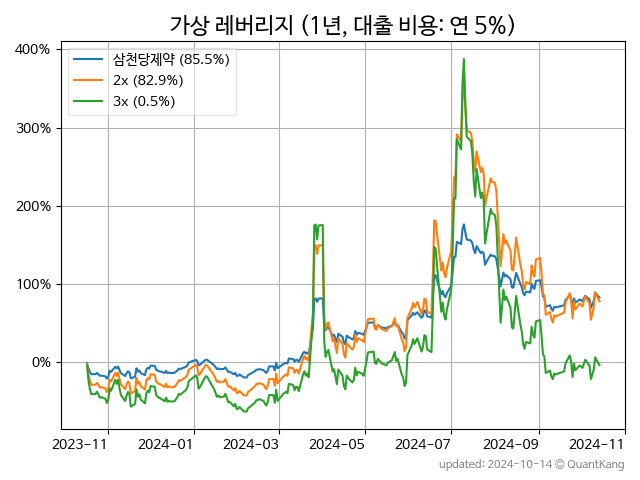 가상 레버리지 (1년, 대출 비용: 연 5%)
400%
300%
200%
100%
0%
삼천당제약 (85.5%)
2x (82.9%)
3x (0.5%)
2023-11
2024-01
2024-03
2024-05
2024-07
2024-09
2024-11
updated: 2024-10-14 © QuantKang